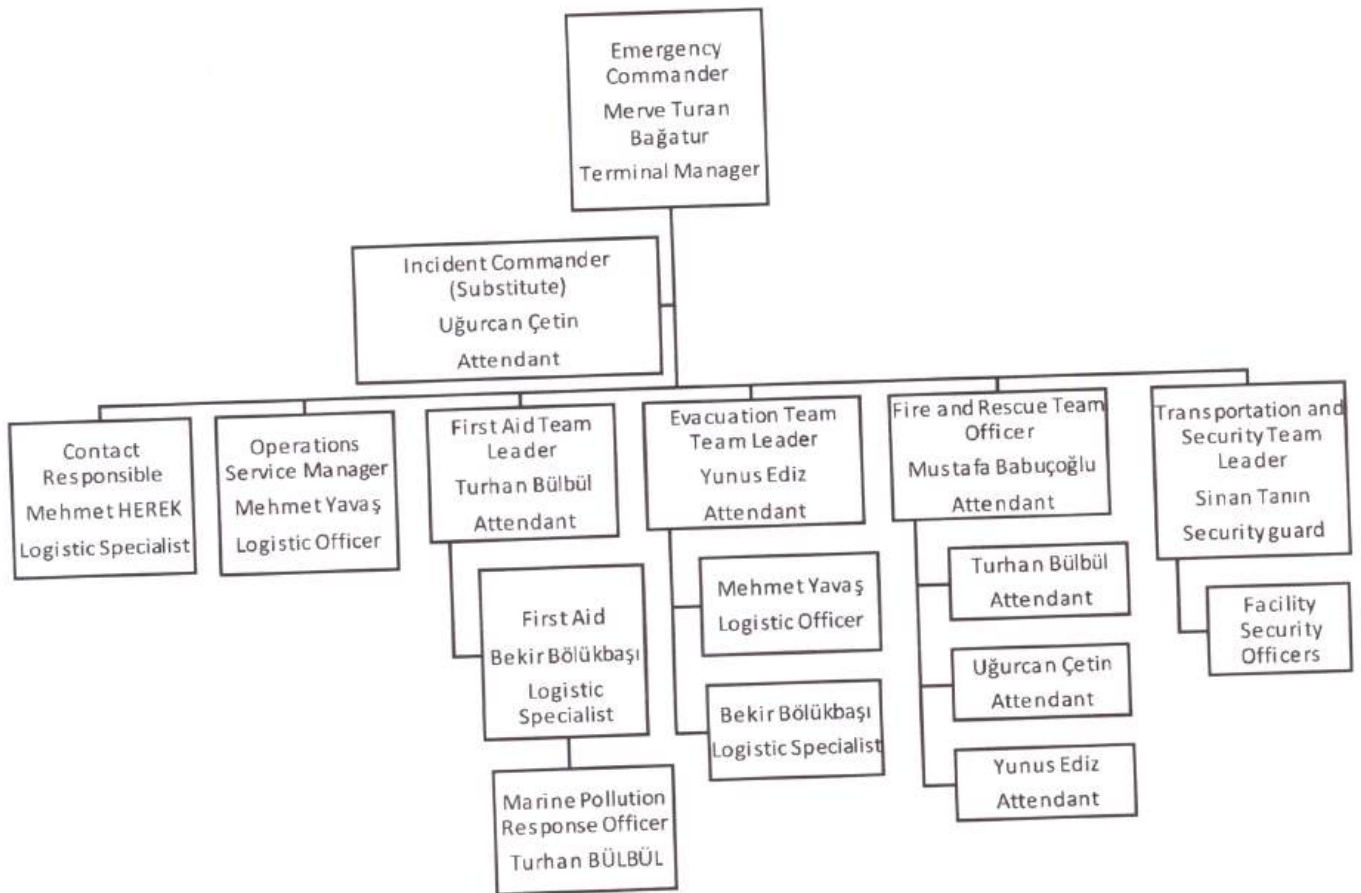 Emergency
Commander
Merve Turan
Bağatur
Terminal Manager
Incident Commander
(Substitute)
Uğurcan Çetin
Attendant
Contact
Responsible
Mehmet HEREK
Logistic Specialist
Operations
Service Manager
Mehmet Yavaş
Logistic Officer
First Aid Team
Leader
Turhan Bülbül
Attendant
First Aid
Bekir Bölükbaşı
Logistic
Specialist
Marine Pollution
Response Officer
Turhan BÜLBÜL
Evacuation Team
Team Leader
Yunus Ediz
Attendant
Mehmet Yavaş
Logistic Officer
Bekir Bölükbaşı
Logistic Specialist
Fire and Rescue Team
Officer
Mustafa Babuçoğlu
Attendant
Turhan Bülbül
Attendant
Uğurcan Çetin
Attendant
Yunus Ediz
Attendant
Transportation and
Security Team
Leader
Sinan Tanın
Security guard
Facility
Security
Officers